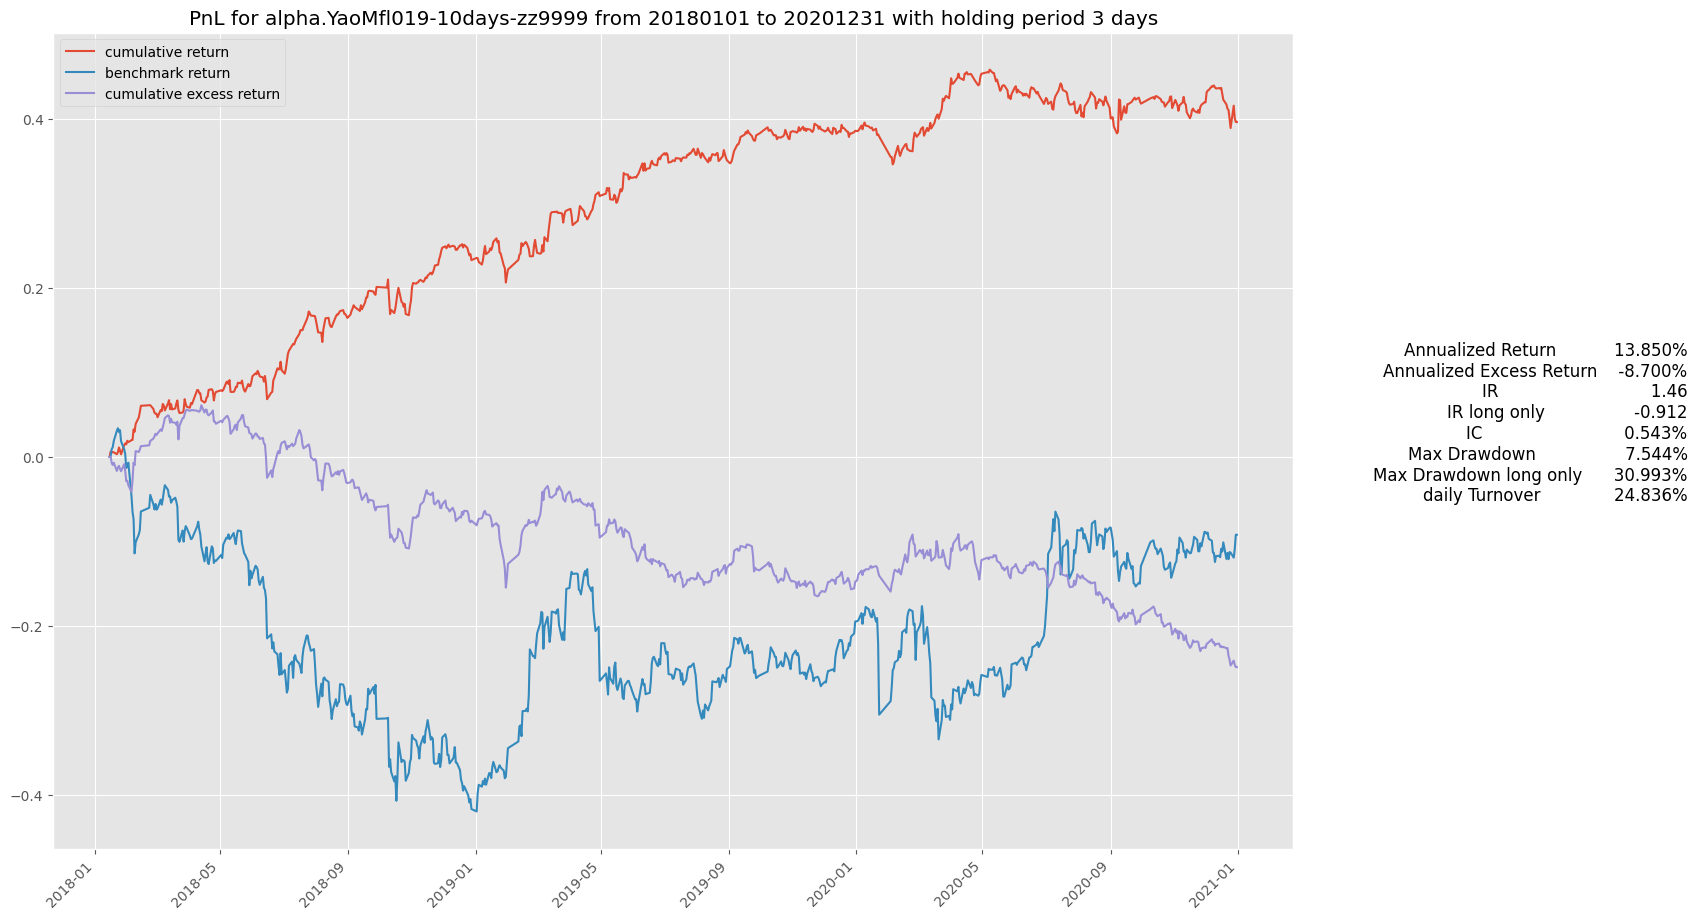 PnL for alpha.YaoMfl019-10days-zz9999 from 20180101 to 20201231 with holding period 3 days
cumulative return
benchmark return
cumulative excess return
0.4
0.2
0.0
−0.2
−0.4
2018-01
2018-05
2018-09
2019-01
2019-05
2019-09
2020-01
2020-05
2020-09
2021-01
Annualized Return 13.850%
Annualized Excess Return -8.700%
IR 1.46
IR long only -0.912
IC 0.543%
Max Drawdown 7.544%
Max Drawdown long only 30.993%
daily Turnover 24.836%